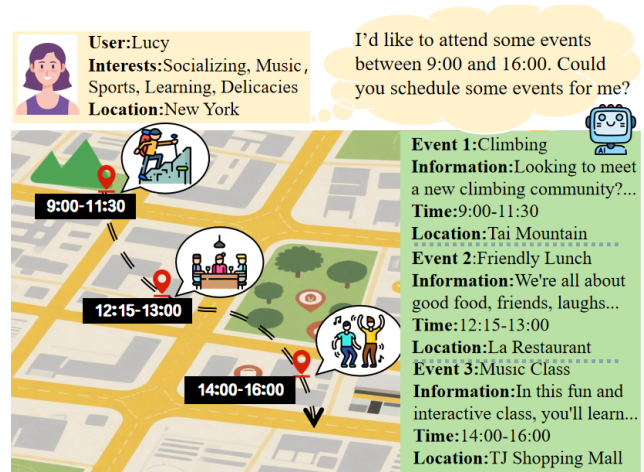 User:Lucy
Interests:Socializing, Music,
Sports, Learning, Delicacies
Location:New York
I'd like to attend some events
between 9:00 and 16:00. Could
you schedule some events for me?
AI
9:00-11:30
12:15-13:00
14:00-16:00
Event 1:Climbing
Information:Looking to meet
a new climbing community?...
Time:9:00-11:30
Location:Tai Mountain
Event 2:Friendly Lunch
Information:We're all about
good food, friends, laughs...
Time:12:15-13:00
Location:La Restaurant
Event 3:Music Class
Information:In this fun and
interactive class, you'll learn...
Time:14:00-16:00
Location:TJ Shopping Mall